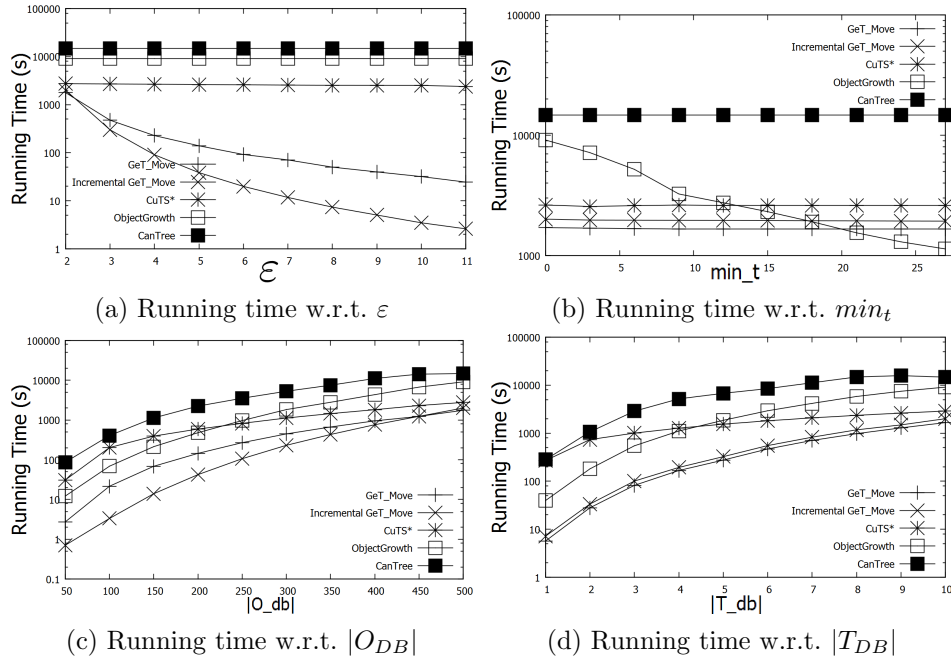 100000
10000
1000
100
10
1
Running Time (s)
GeT_Move
Incremental GeT_Move
CuTS*
ObjectGrowth
CanTree
2 3 4 5 6 7 8 9 10 11
ε
(a) Running time w.r.t. ε
100000
10000
1000
Running Time (s)
GeT_Move
Incremental GeT_Move
CuTS*
ObjectGrowth
CanTree
0 5 10 15 20 25
min_t
(b) Running time w.r.t. min_t
100000
10000
1000
100
10
1
0.1
Running Time (s)
GeT_Move
Incremental GeT_Move
CuTS*
ObjectGrowth
CanTree
50 100 150 200 250 300 350 400 450 500
|O_db|
(c) Running time w.r.t. |O_DB|
100000
10000
1000
100
10
1
Running Time (s)
GeT_Move
Incremental GeT_Move
CuTS*
ObjectGrowth
CanTree
1 2 3 4 5 6 7 8 9 10
|T_db|
(d) Running time w.r.t. |T_DB|